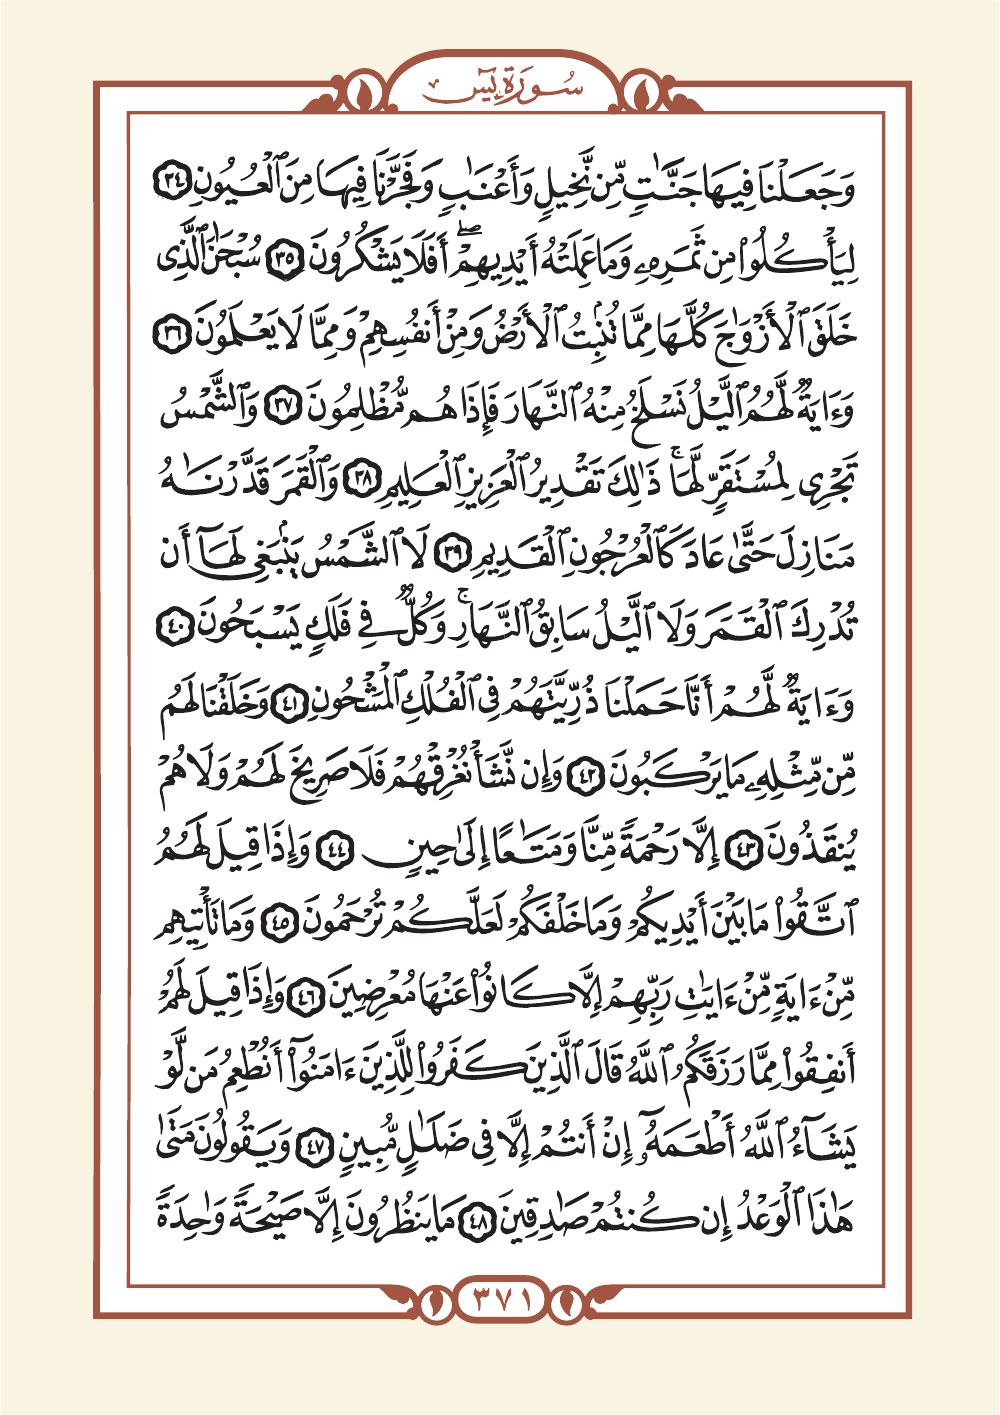 سُورَةُ يسٓ
وَجَعَلْنَا فِيهَا جَنَّٰتٍ مِّن نَّخِيلٍ وَأَعْنَٰبٍ وَفَجَّرْنَا فِيهَا مِنَ ٱلْعُيُونِ ٣٤
لِيَأْكُلُوا۟ مِن ثَمَرِهِۦ وَمَا عَمِلَتْهُ أَيْدِيهِمْ ۖ أَفَلَا يَشْكُرُونَ ٣٥ سُبْحَٰنَ ٱلَّذِى
خَلَقَ ٱلْأَزْوَٰجَ كُلَّهَا مِمَّا تُنۢبِتُ ٱلْأَرْضُ وَمِنْ أَنفُسِهِمْ وَمِمَّا لَا يَعْلَمُونَ ٣٦
وَءَايَةٌ لَّهُمُ ٱلَّيْلُ نَسْلَخُ مِنْهُ ٱلنَّهَارَ فَإِذَا هُم مُّظْلِمُونَ ٣٧ وَٱلشَّمْسُ
تَجْرِى لِمُسْتَقَرٍّ لَّهَا ۚ ذَٰلِكَ تَقْدِيرُ ٱلْعَزِيزِ ٱلْعَلِيمِ ٣٨ وَٱلْقَمَرَ قَدَّرْنَٰهُ
مَنَازِلَ حَتَّىٰ عَادَ كَٱلْعُرْجُونِ ٱلْقَدِيمِ ٣٩ لَا ٱلشَّمْسُ يَنۢبَغِى لَهَآ أَن
تُدْرِكَ ٱلْقَمَرَ وَلَا ٱلَّيْلُ سَابِقُ ٱلنَّهَارِ ۚ وَكُلٌّ فِى فَلَكٍ يَسْبَحُونَ ٤٠
وَءَايَةٌ لَّهُمْ أَنَّا حَمَلْنَا ذُرِّيَّتَهُمْ فِى ٱلْفُلْكِ ٱلْمَشْحُونِ ٤١ وَخَلَقْنَا لَهُم
مِّن مِّثْلِهِۦ مَا يَرْكَبُونَ ٤٢ وَإِن نَّشَأْ نُغْرِقْهُمْ فَلَا صَرِيخَ لَهُمْ وَلَا هُمْ
يُنقَذُونَ ٤٣ إِلَّا رَحْمَةً مِّنَّا وَمَتَٰعًا إِلَىٰ حِينٍ ٤٤ وَإِذَا قِيلَ لَهُمُ
ٱتَّقُوا۟ مَا بَيْنَ أَيْدِيكُمْ وَمَا خَلْفَكُمْ لَعَلَّكُمْ تُرْحَمُونَ ٤٥ وَمَا تَأْتِيهِم
مِّنْ ءَايَةٍ مِّنْ ءَايَٰتِ رَبِّهِمْ إِلَّا كَانُوا۟ عَنْهَا مُعْرِضِينَ ٤٦ وَإِذَا قِيلَ لَهُمْ
أَنفِقُوا۟ مِمَّا رَزَقَكُمُ ٱللَّهُ قَالَ ٱلَّذِينَ كَفَرُوا۟ لِلَّذِينَ ءَامَنُوٓا۟ أَنُطْعِمُ مَن لَّوْ
يَشَآءُ ٱللَّهُ أَطْعَمَهُۥٓ إِنْ أَنتُمْ إِلَّا فِى ضَلَٰلٍ مُّبِينٍ ٤٧ وَيَقُولُونَ مَتَىٰ
هَٰذَا ٱلْوَعْدُ إِن كُنتُمْ صَٰدِقِينَ ٤٨ مَا يَنظُرُونَ إِلَّا صَيْحَةً وَٰحِدَةً
٣٧١